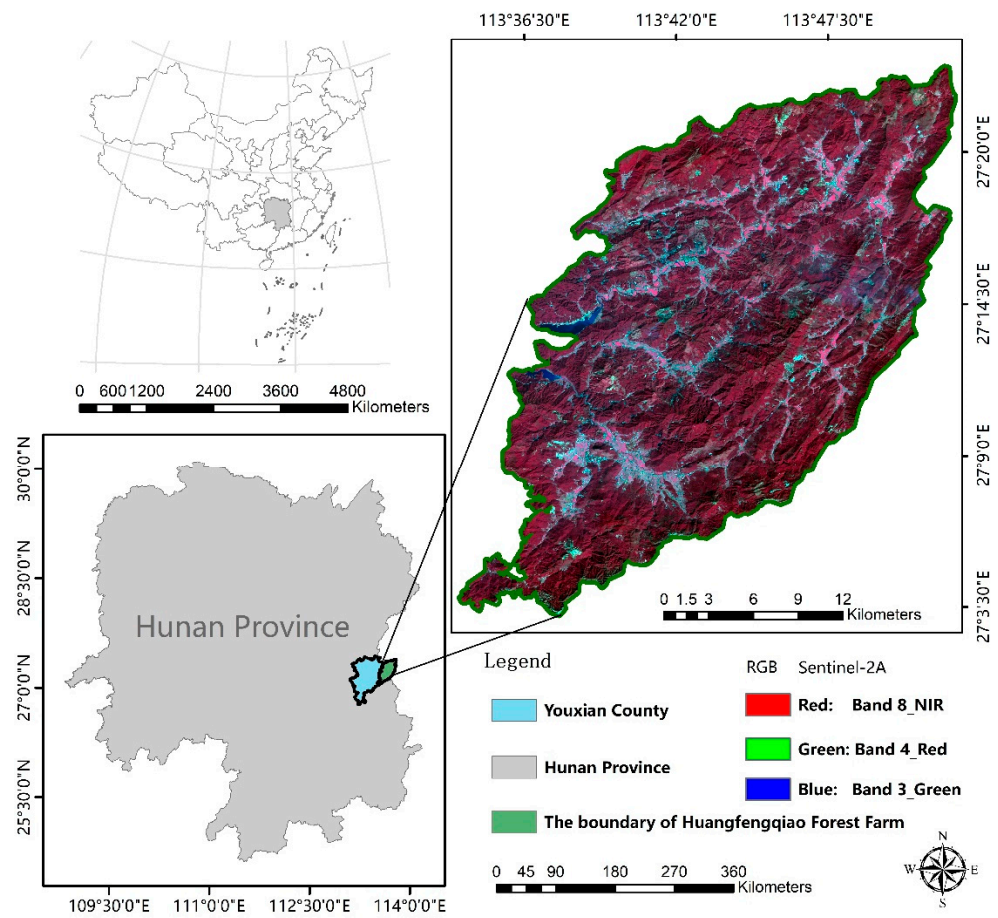 113°36'30"E 113°42'0"E 113°47'30"E
27°20'0"E
27°14'30"E
27°9'0"E
27°3'30"E
0 1.5 3 6 9 12
Kilometers
0 600 1200 2400 3600 4800
Kilometers
30°0'0"N
28°30'0"N
27°0'0"N
25°30'0"N
Hunan Province
109°30'0"E 111°0'0"E 112°30'0"E 114°0'0"E
Legend
Youxian County
Hunan Province
The boundary of Huangfengqiao Forest Farm
RGB Sentinel-2A
Red: Band 8_NIR
Green: Band 4_Red
Blue: Band 3_Green
0 45 90 180 270 360
Kilometers
N
W E
S